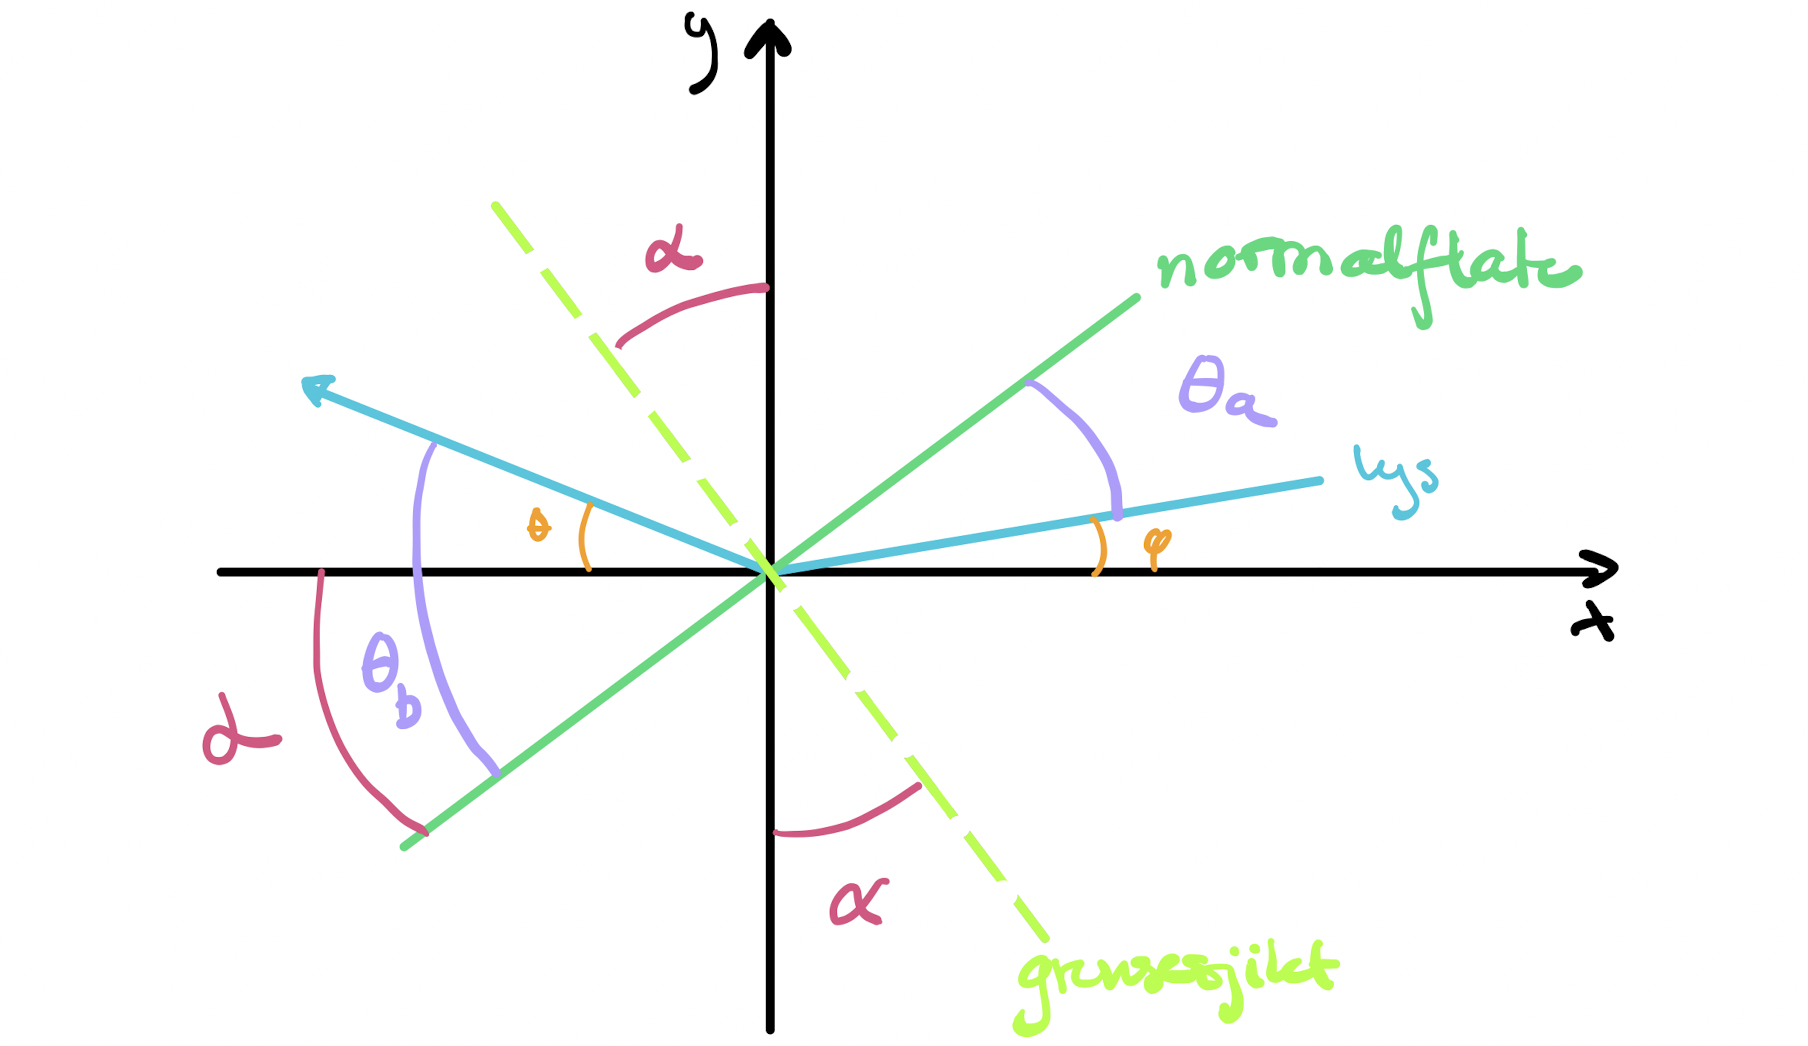 y
α
normalflate
θa
lys
θ
φ
x
θb
α
α
grensesjikt